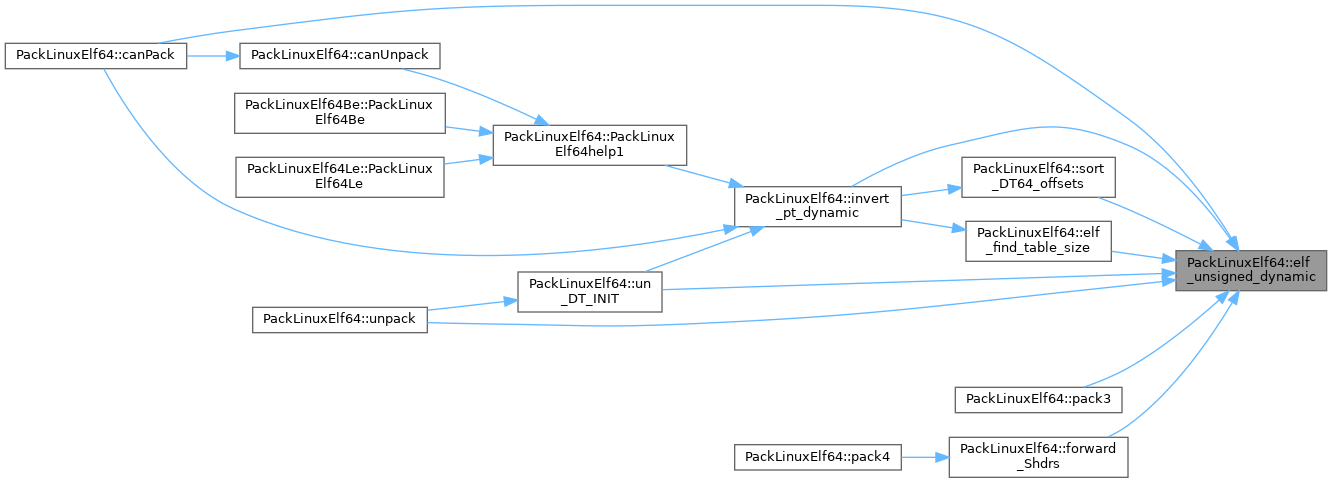 PackLinuxElf64::canPack
PackLinuxElf64::canUnpack
PackLinuxElf64Be::PackLinux
Elf64Be
PackLinuxElf64::PackLinux
Elf64help1
PackLinuxElf64Le::PackLinux
Elf64Le
PackLinuxElf64::sort
_DT64_offsets
PackLinuxElf64::invert
_pt_dynamic
PackLinuxElf64::elf
_find_table_size
PackLinuxElf64::elf
_unsigned_dynamic
PackLinuxElf64::un
_DT_INIT
PackLinuxElf64::unpack
PackLinuxElf64::pack3
PackLinuxElf64::forward
_Shdrs
PackLinuxElf64::pack4